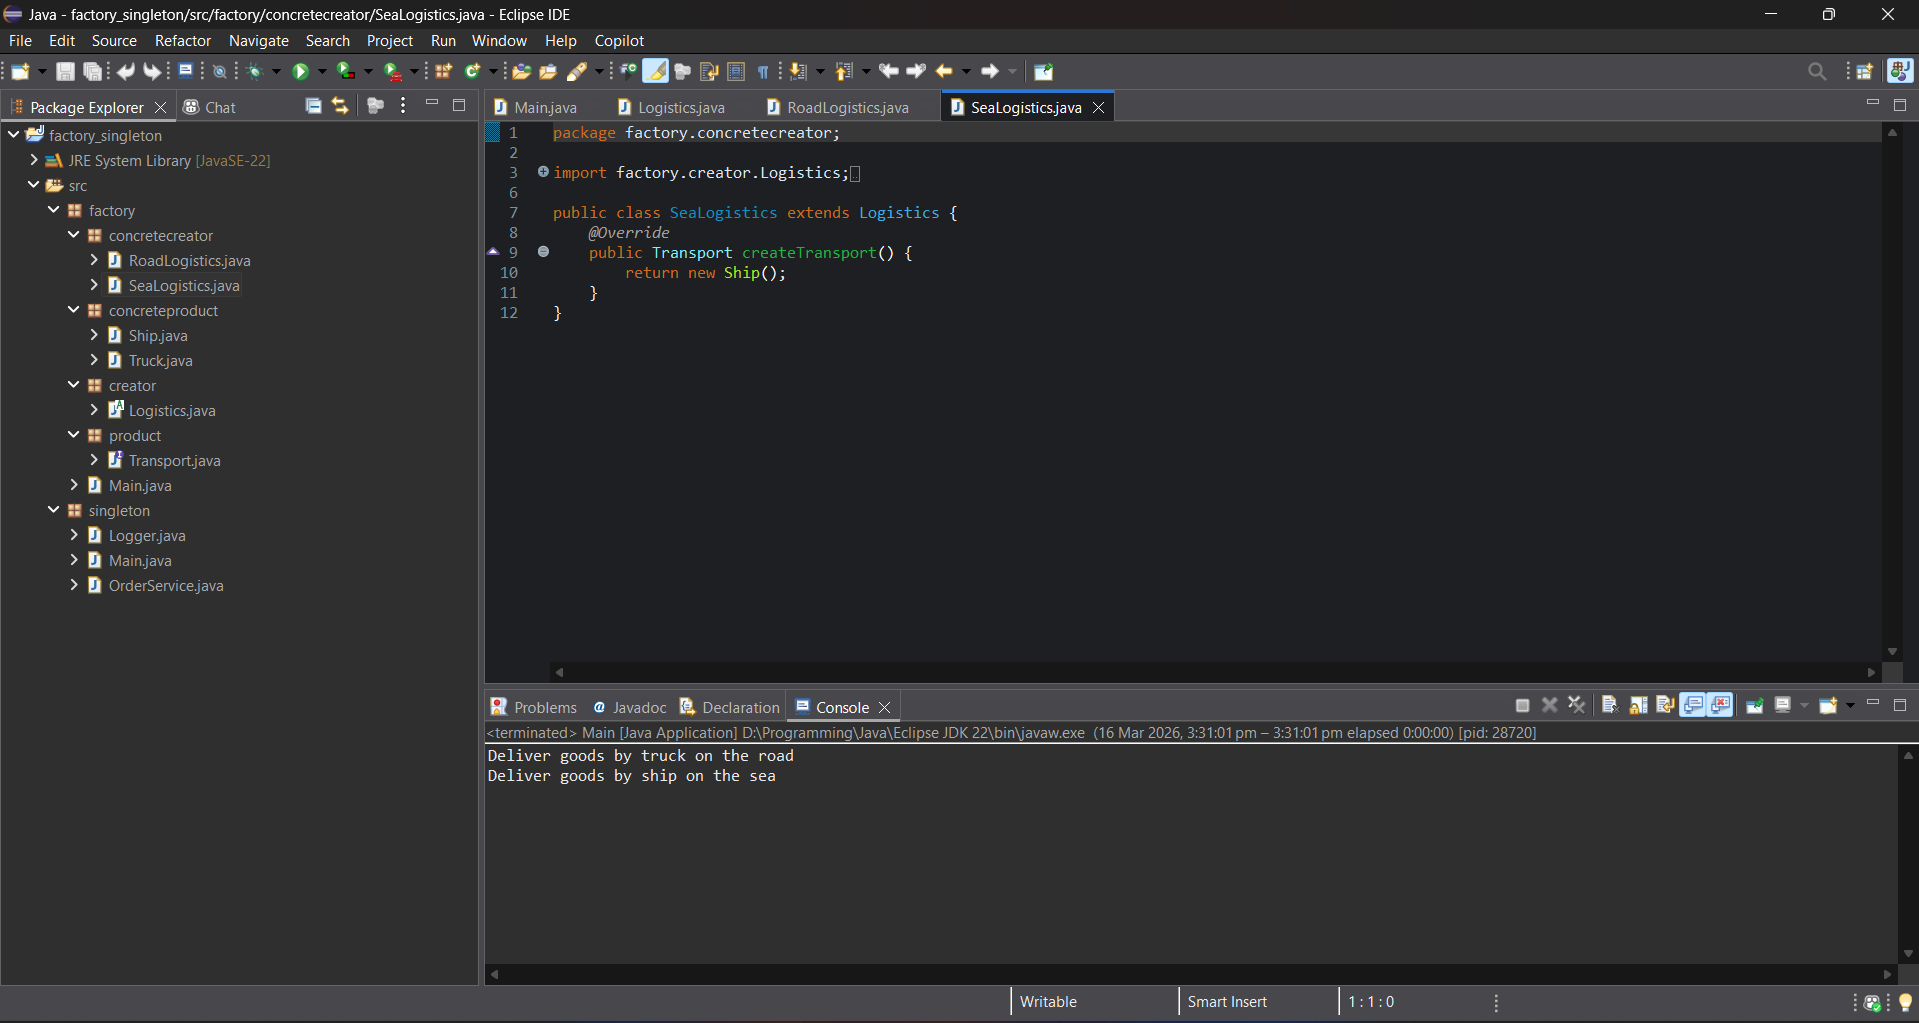 Java - factory_singleton/src/factory/concretecreator/SeaLogistics.java - Eclipse IDE
File Edit Source Refactor Navigate Search Project Run Window Help Copilot
Package Explorer Chat
factory_singleton
JRE System Library [JavaSE-22]
src
factory
concretecreator
RoadLogistics.java
SeaLogistics.java
concreteproduct
Ship.java
Truck.java
creator
Logistics.java
product
Transport.java
Main.java
singleton
Logger.java
Main.java
OrderService.java
Main.java Logistics.java RoadLogistics.java SeaLogistics.java
1 package factory.concretecreator;
2
3 import factory.creator.Logistics;
6
7 public class SeaLogistics extends Logistics {
8 @Override
9 public Transport createTransport() {
10 return new Ship();
11 }
12 }
Problems Javadoc Declaration Console
<terminated> Main [Java Application] D:\Programming\Java\Eclipse JDK 22\bin\javaw.exe (16 Mar 2026, 3:31:01 pm – 3:31:01 pm elapsed 0:00:00) [pid: 28720]
Deliver goods by truck on the road
Deliver goods by ship on the sea
Writable Smart Insert 1 : 1 : 0